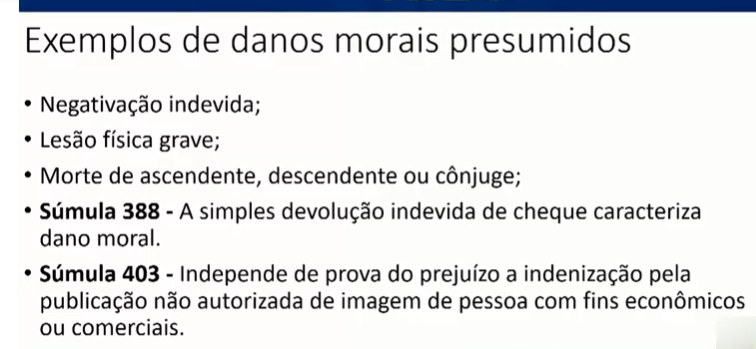 Exemplos de danos morais presumidos
• Negativação indevida;
• Lesão física grave;
• Morte de ascendente, descendente ou cônjuge;
• Súmula 388 - A simples devolução indevida de cheque caracteriza
dano moral.
• Súmula 403 - Independe de prova do prejuízo a indenização pela
publicação não autorizada de imagem de pessoa com fins econômicos
ou comerciais.